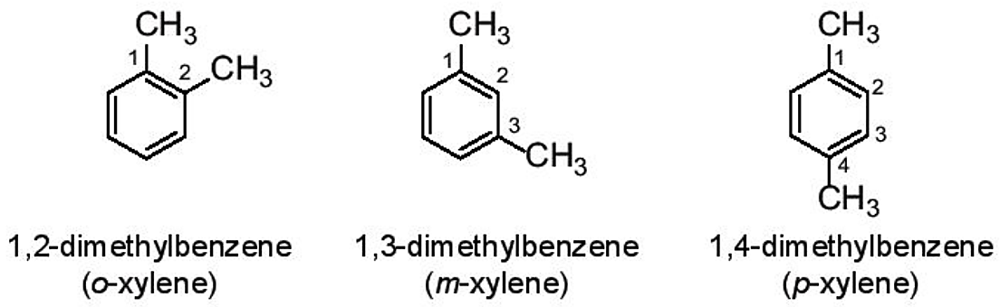 CH3
1
2
CH3
1,2-dimethylbenzene
(o-xylene)
CH3
1
2
3
CH3
1,3-dimethylbenzene
(m-xylene)
CH3
1
2
3
4
CH3
1,4-dimethylbenzene
(p-xylene)